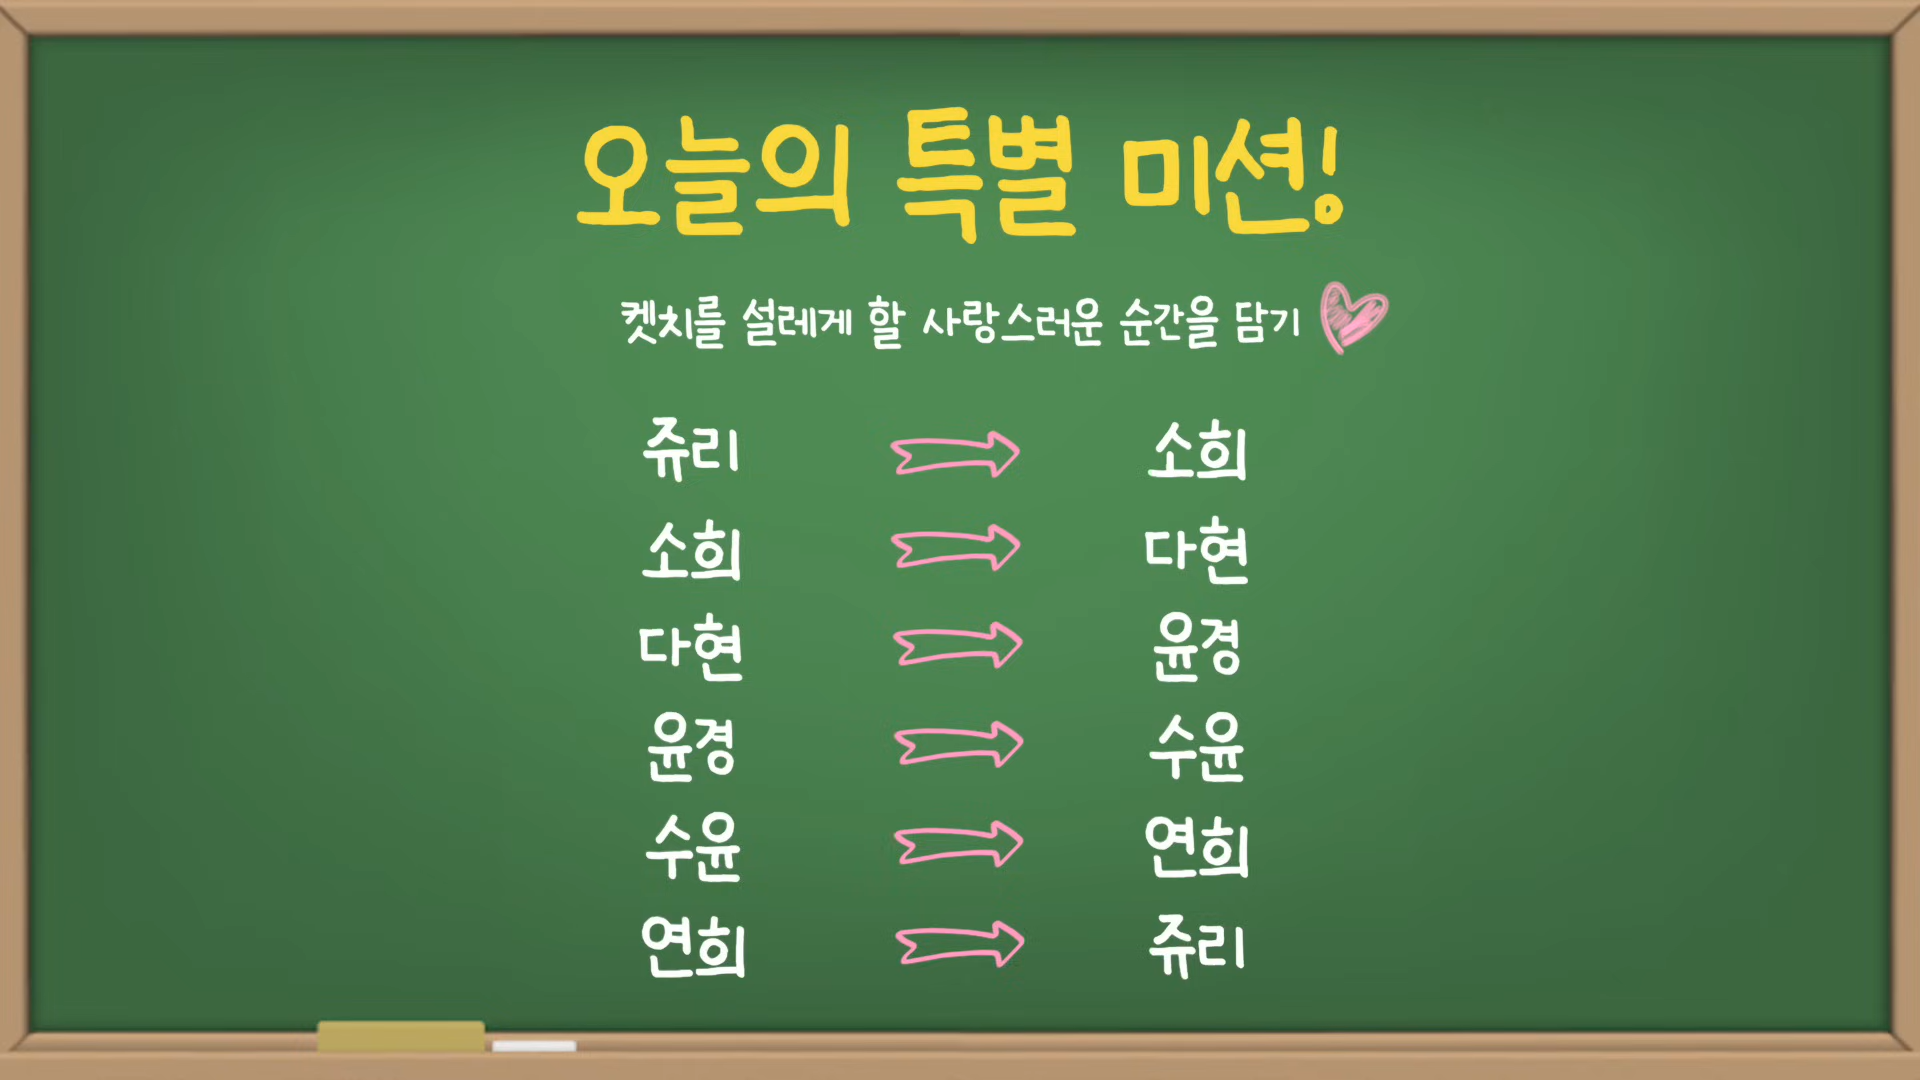 오늘의 특별 미션!
켓치를 설레게 할 사랑스러운 순간을 담기
쥬리 소희
소희 다현
다현 윤경
윤경 수윤
수윤 연희
연희 쥬리